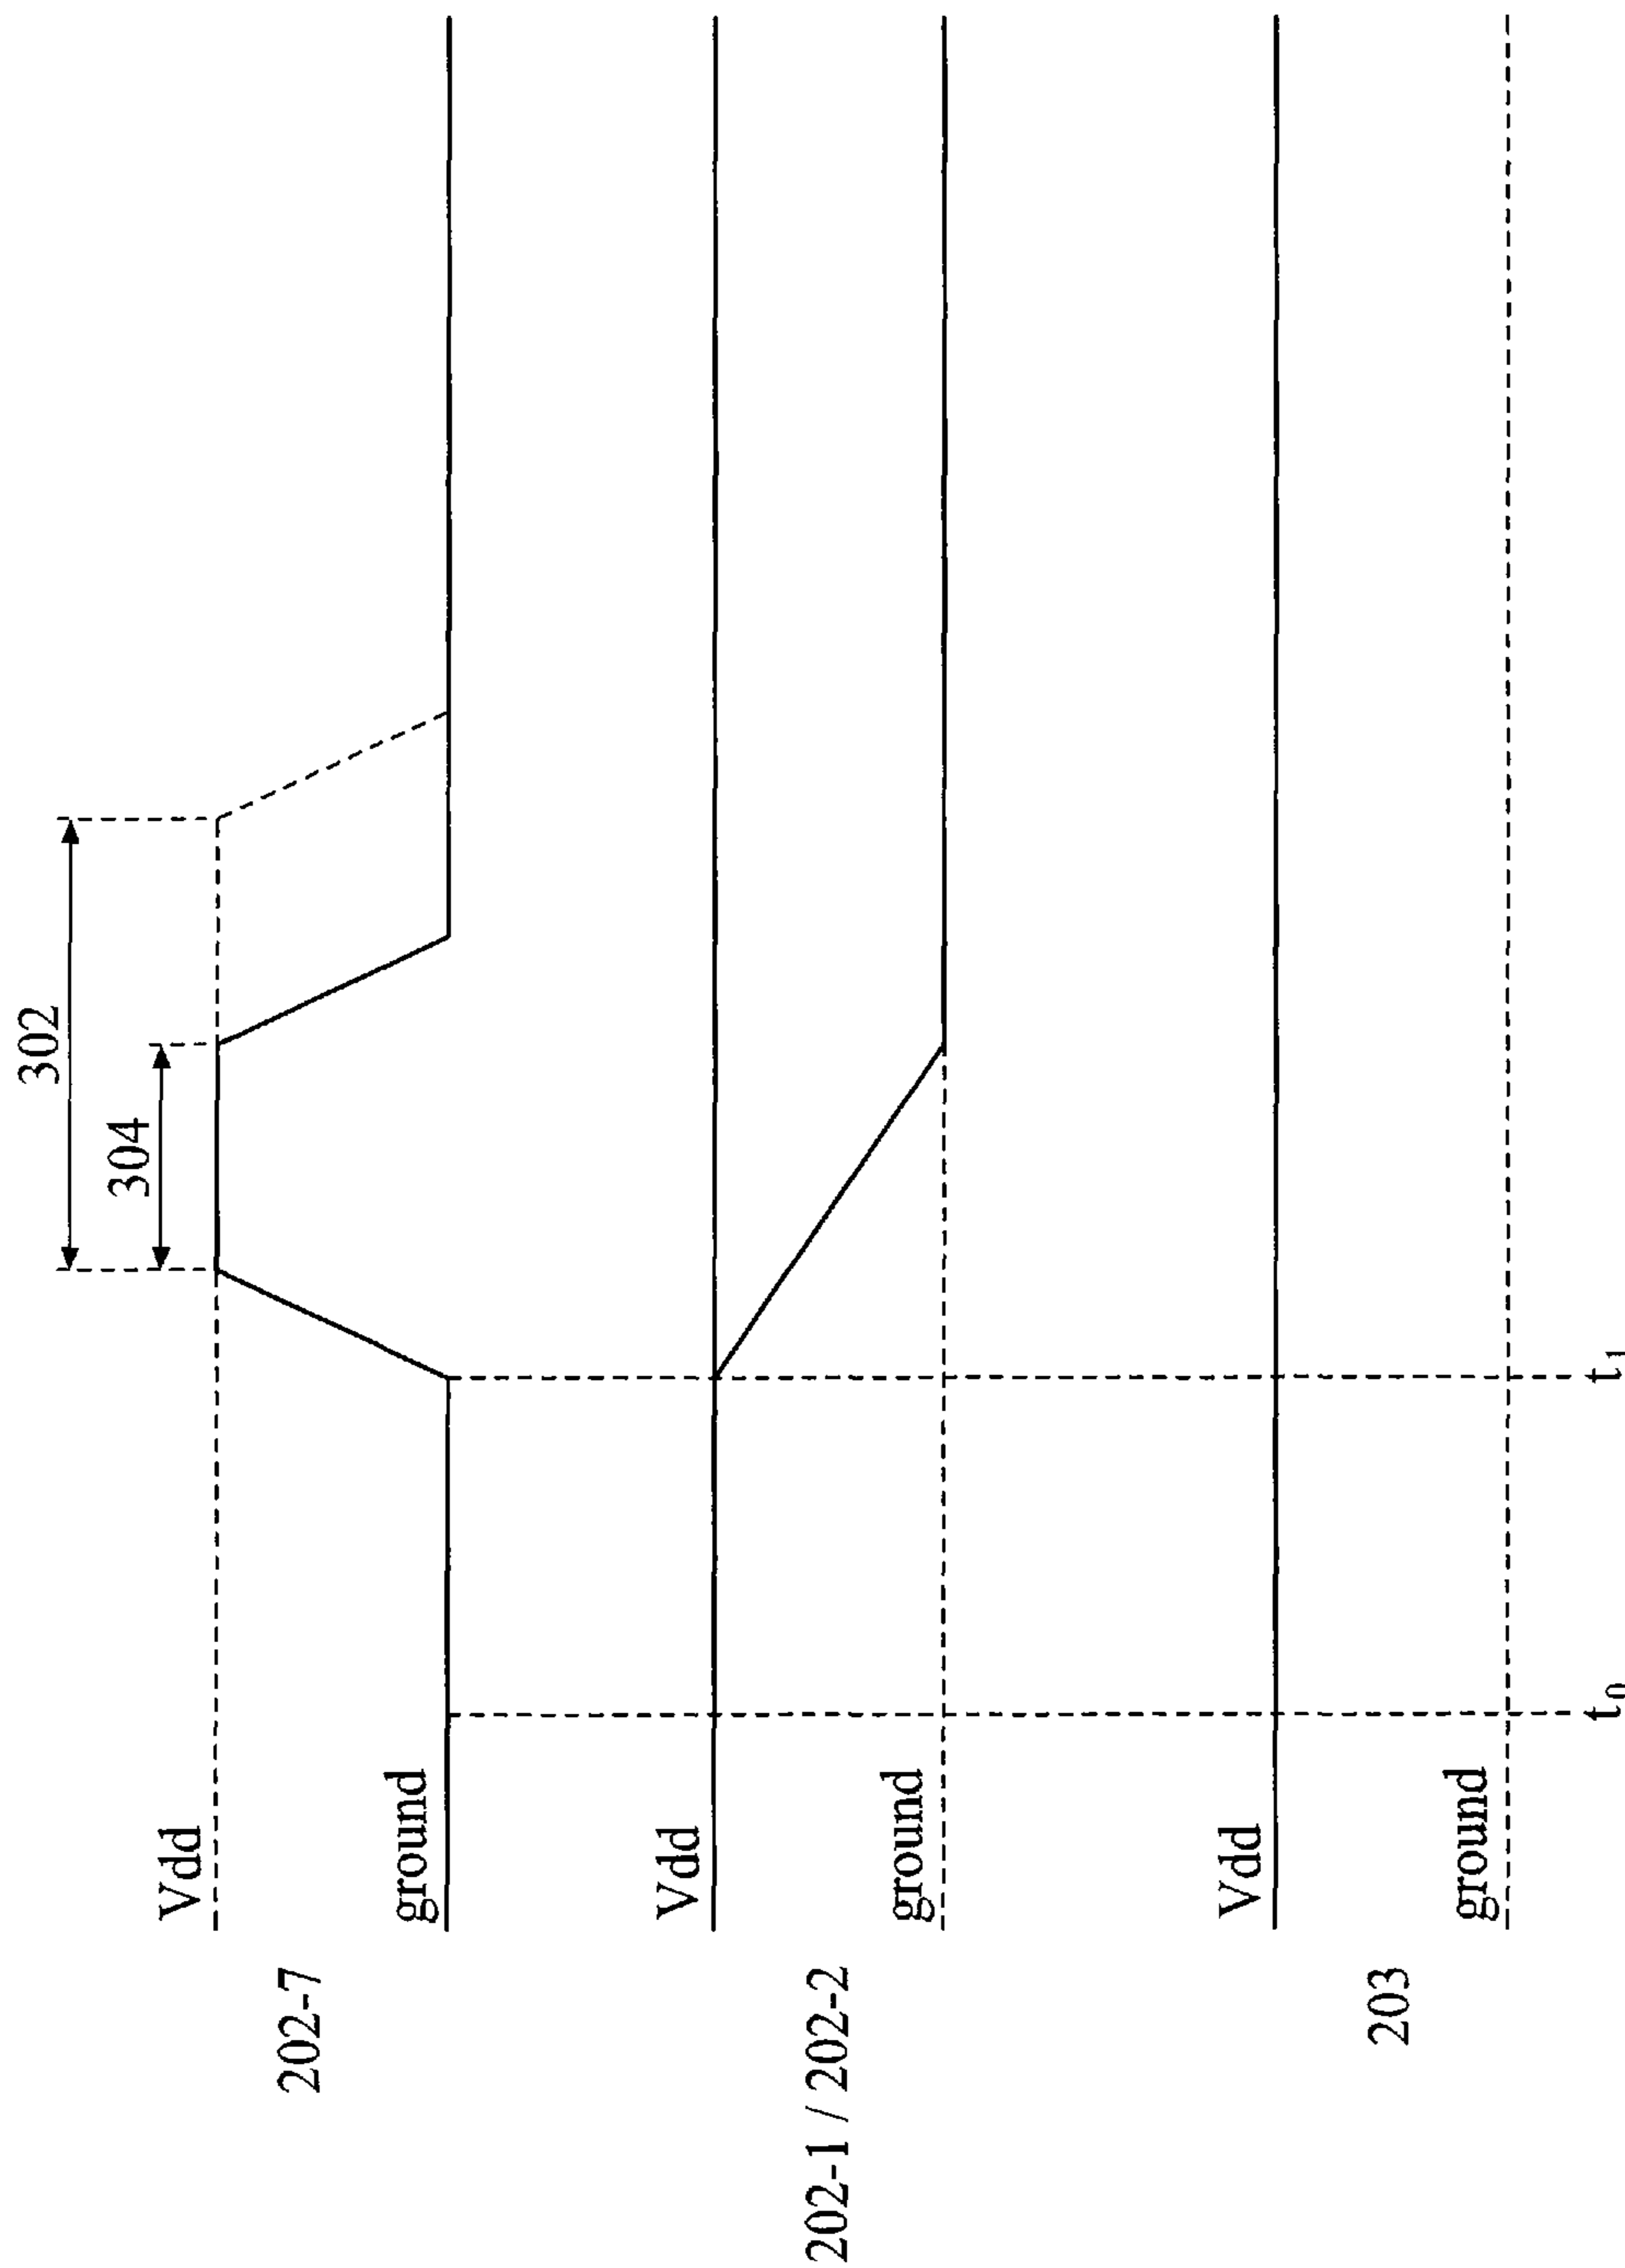 302
304
202-7
Vdd
ground
202-1 / 202-2
Vdd
ground
203
Vdd
ground
t₀
t₁